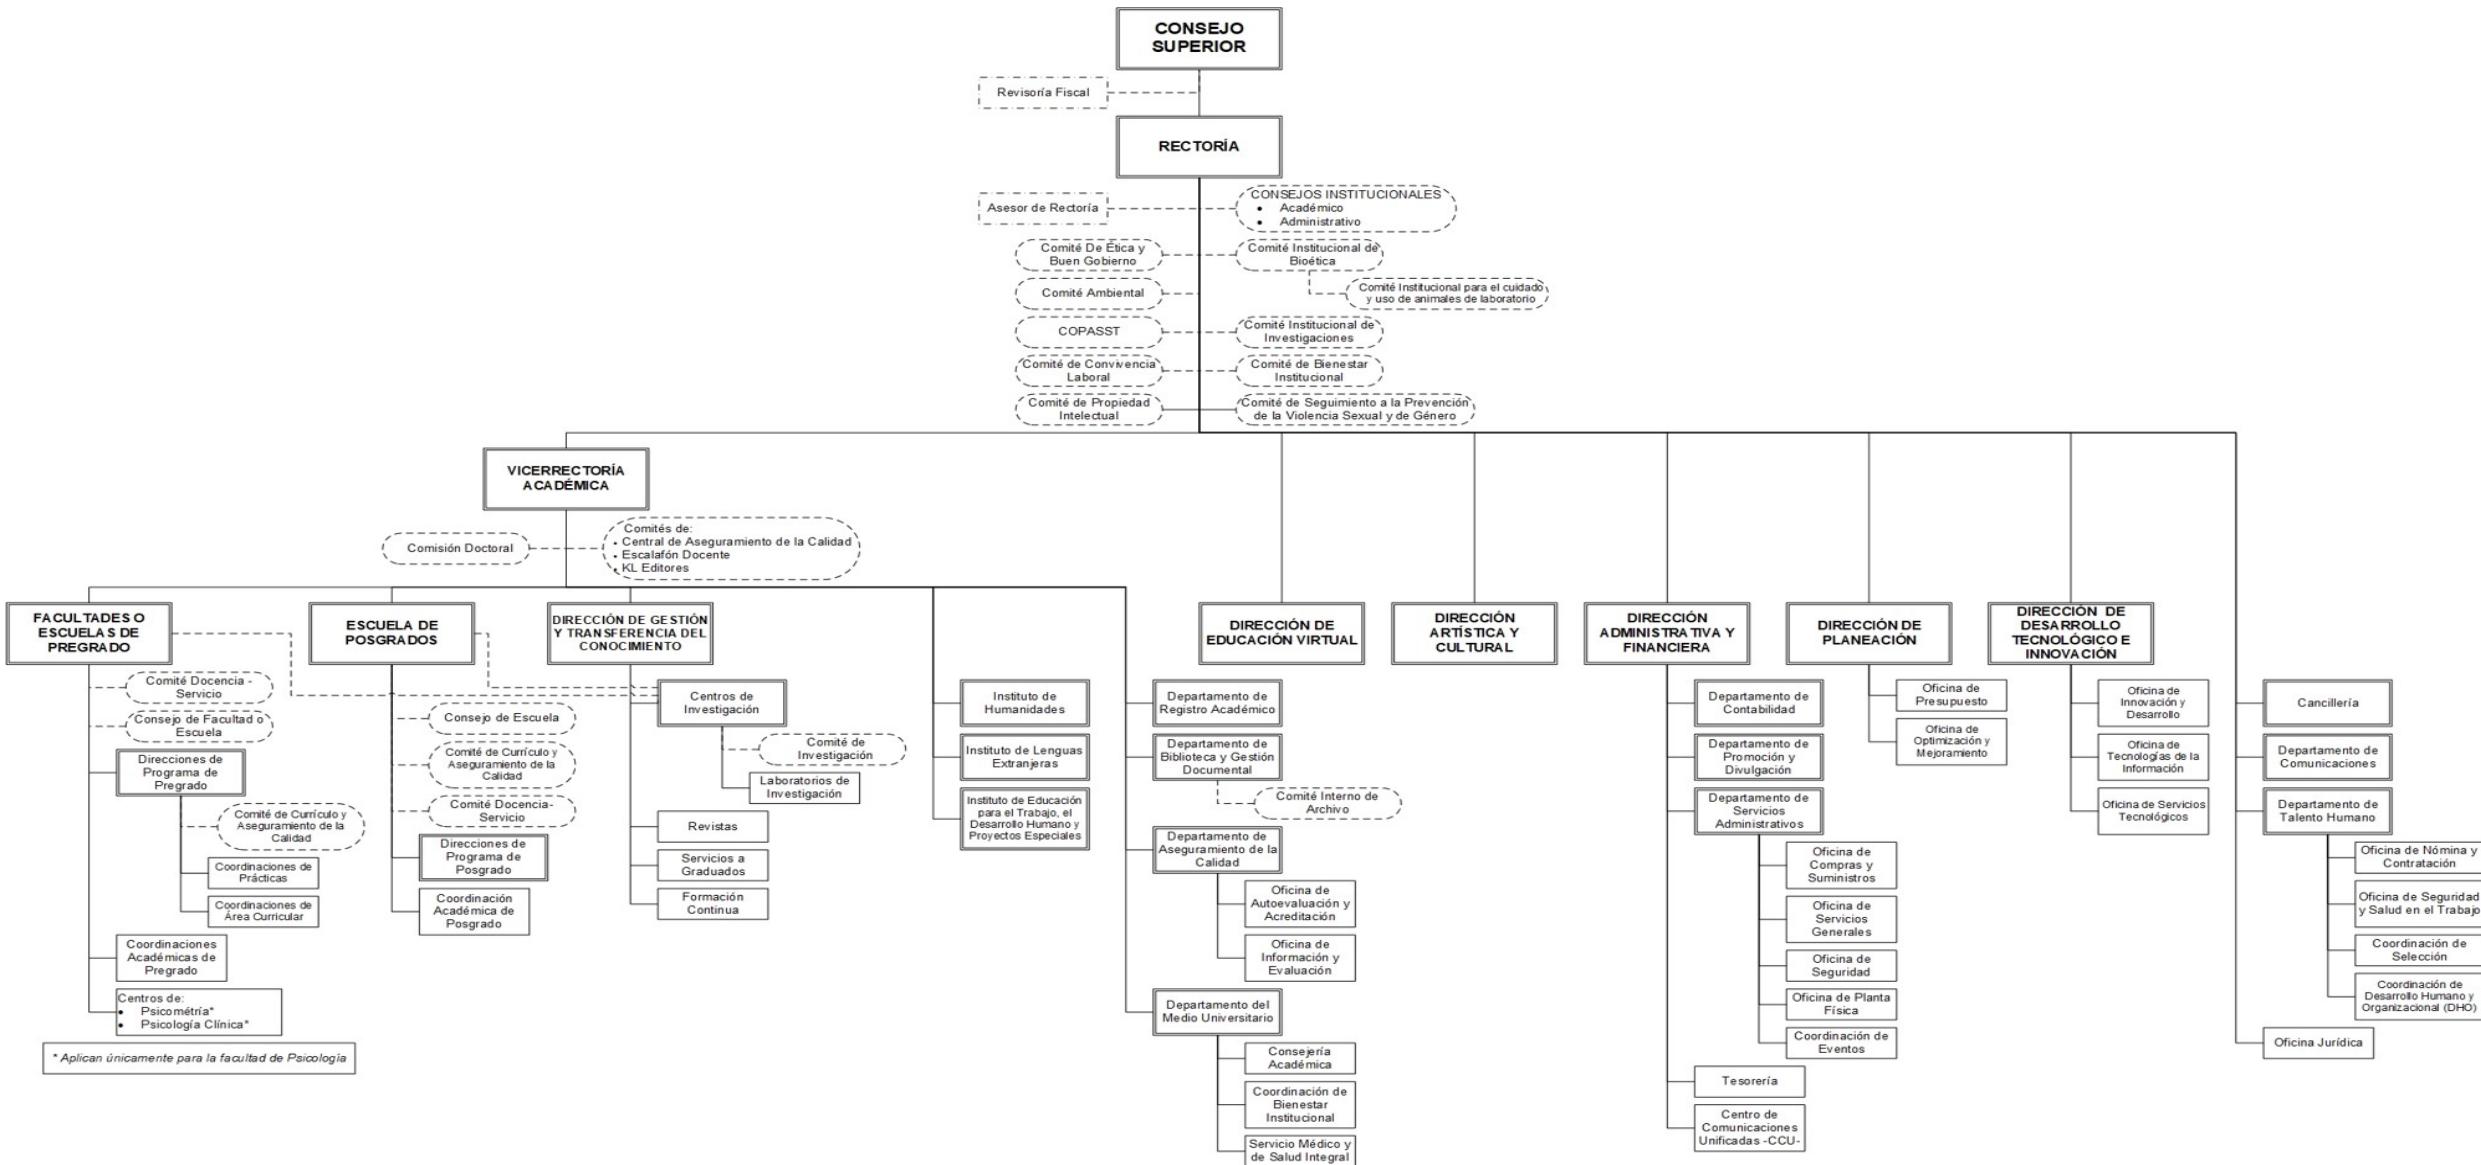 CONSEJO
SUPERIOR
Revisoría Fiscal
RECTORÍA
Asesor de Rectoría
CONSEJOS INSTITUCIONALES
• Académico
• Administrativo
Comité De Ética y
Buen Gobierno
Comité Institucional de
Bioética
Comité Ambiental
Comité Institucional para el cuidado
y uso de animales de laboratorio
COPASST
Comité Institucional de
Investigaciones
Comité de Convivencia
Laboral
Comité de Bienestar
Institucional
Comité de Propiedad
Intelectual
Comité de Seguimiento a la Prevención
de la Violencia Sexual y de Género
VICERRECTORÍA
ACADÉMICA
Comisión Doctoral
Comités de:
• Central de Aseguramiento de la Calidad
• Escalafón Docente
• KL Editores
FACULTADES O
ESCUELAS DE
PREGRADO
Comité Docencia -
Servicio
Consejo de Facultad o
Escuela
Direcciones de
Programa de
Pregrado
Comité de Currículo y
Aseguramiento de la
Calidad
Coordinaciones de
Prácticas
Coordinaciones de
Área Curricular
Coordinaciones
Académicas de
Pregrado
Centros de:
• Psicométría*
• Psicología Clínica*
* Aplican únicamente para la facultad de Psicología
ESCUELA DE
POSGRADOS
Consejo de Escuela
Comité de Currículo y
Aseguramiento de la
Calidad
Comité Docencia-
Servicio
Direcciones de
Programa de
Posgrado
Coordinación
Académica de
Posgrado
DIRECCIÓN DE GESTIÓN
Y TRANSFERENCIA DEL
CONOCIMIENTO
Centros de
Investigación
Comité de
Investigación
Laboratorios de
Investigación
Revistas
Servicios a
Graduados
Formación
Continua
Instituto de
Humanidades
Instituto de Lenguas
Extranjeras
Instituto de Educación
para el Trabajo, el
Desarrollo Humano y
Proyectos Especiales
Departamento de
Registro Académico
Departamento de
Biblioteca y Gestión
Documental
Comité Interno de
Archivo
Departamento de
Aseguramiento de la
Calidad
Oficina de
Autoevaluación y
Acreditación
Oficina de
Información y
Evaluación
Departamento del
Medio Universitario
Consejería
Académica
Coordinación de
Bienestar
Institucional
Servicio Médico y
de Salud Integral
DIRECCIÓN DE
EDUCACIÓN VIRTUAL
DIRECCIÓN
ARTÍSTICA Y
CULTURAL
DIRECCIÓN
ADMINISTRATIVA Y
FINANCIERA
Departamento de
Contabilidad
Departamento de
Promoción y
Divulgación
Departamento de
Servicios
Administrativos
Oficina de
Compras y
Suministros
Oficina de
Servicios
Generales
Oficina de
Seguridad
Oficina de Planta
Física
Coordinación de
Eventos
Tesorería
Centro de
Comunicaciones
Unificadas -CCU-
DIRECCIÓN DE
PLANEACIÓN
Oficina de
Presupuesto
Oficina de
Optimización y
Mejoramiento
DIRECCIÓN DE
DESARROLLO
TECNOLÓGICO E
INNOVACIÓN
Oficina de
Innovación y
Desarrollo
Oficina de
Tecnologías de la
Información
Oficina de Servicios
Tecnológicos
Cancillería
Departamento de
Comunicaciones
Departamento de
Talento Humano
Oficina de Nómina y
Contratación
Oficina de Seguridad
y Salud en el Trabajo
Coordinación de
Selección
Coordinación de
Desarrollo Humano y
Organizacional (DHO)
Oficina Jurídica